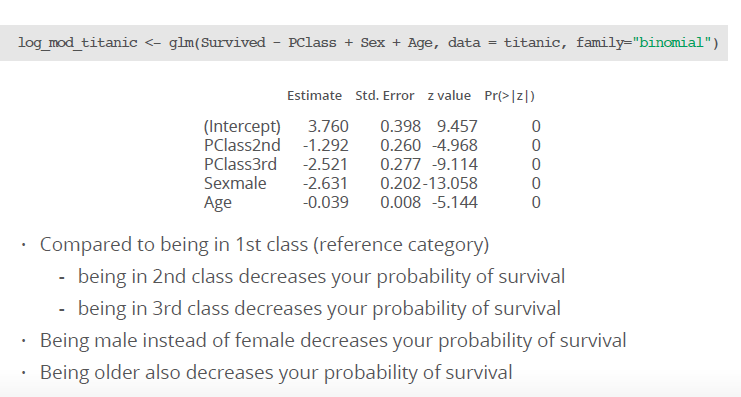 log_mod_titanic <- glm(Survived ~ PClass + Sex + Age, data = titanic, family="binomial")
Estimate Std. Error z value Pr(>|z|)
(Intercept) 3.760 0.398 9.457 0
PClass2nd -1.292 0.260 -4.968 0
PClass3rd -2.521 0.277 -9.114 0
Sexmale -2.631 0.202 -13.058 0
Age -0.039 0.008 -5.144 0
· Compared to being in 1st class (reference category)
- being in 2nd class decreases your probability of survival
- being in 3rd class decreases your probability of survival
· Being male instead of female decreases your probability of survival
· Being older also decreases your probability of survival